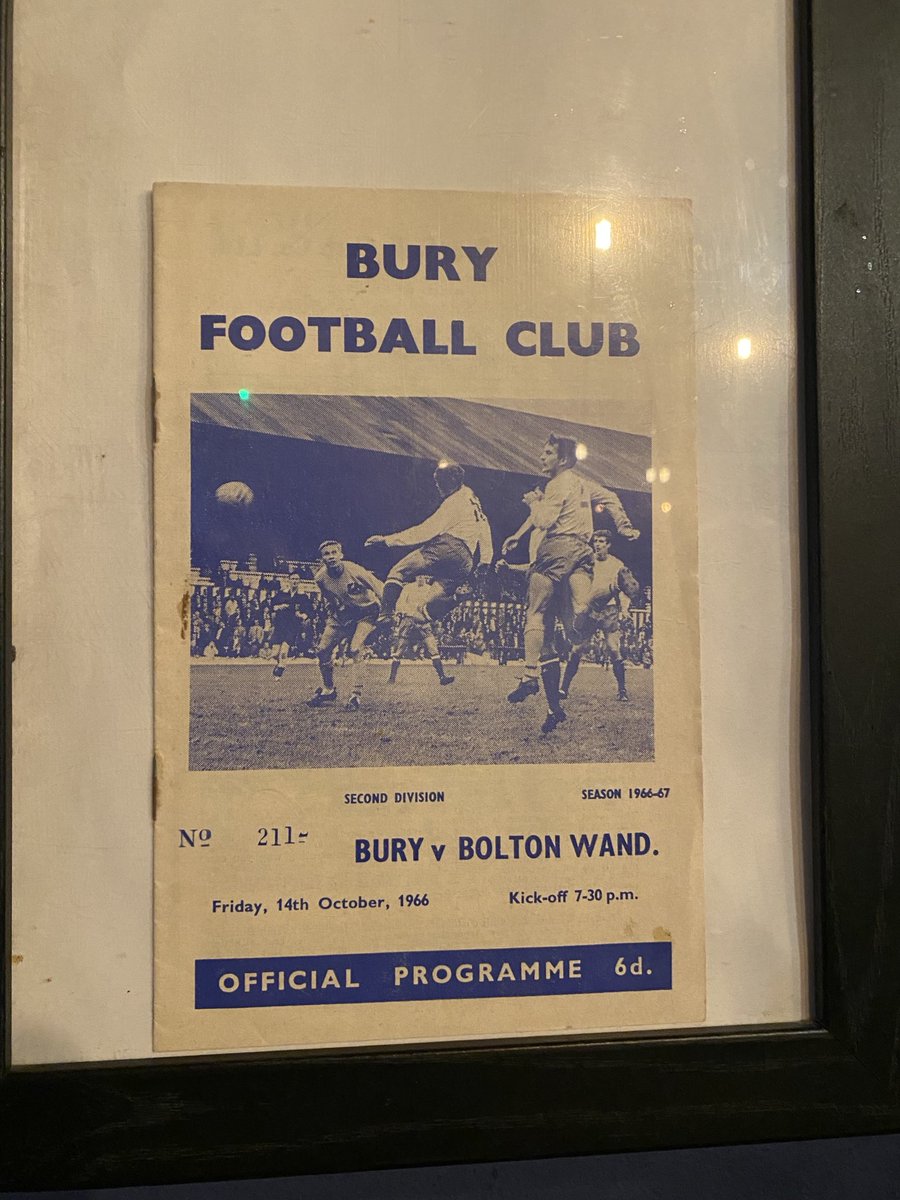 BURY
FOOTBALL CLUB
SECOND DIVISION SEASON 1966-67
Nº 211
BURY v BOLTON WAND.
Friday, 14th October, 1966 Kick-off 7-30 p.m.
OFFICIAL PROGRAMME 6d.